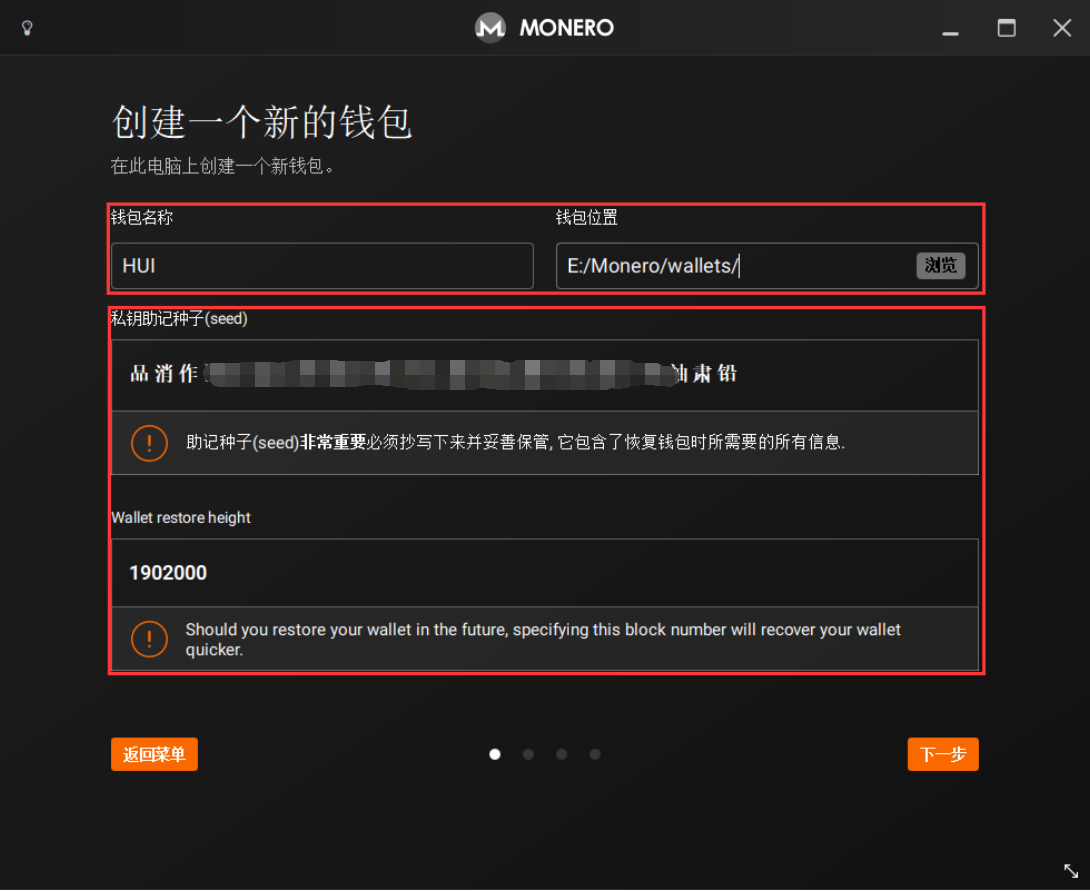 MONERO
创建一个新的钱包
在此电脑上创建一个新钱包。
钱包名称
钱包位置
HUI
E:/Monero/wallets/
浏览
私钥助记种子(seed)
品 消 作
肃 铅
助记种子(seed)非常重要必须抄写下来并妥善保管, 它包含了恢复钱包时所需要的所有信息.
Wallet restore height
1902000
Should you restore your wallet in the future, specifying this block number will recover your wallet
quicker.
返回菜单
下一步